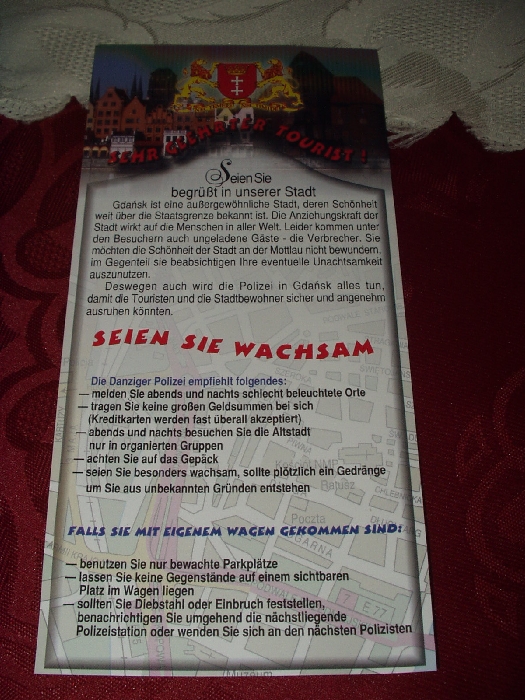 SEHR GEEHRTER TOURIST !
Seien Sie
begrüßt in unserer Stadt
Gdańsk ist eine außergewöhnliche Stadt, deren Schönheit
weit über die Staatsgrenze bekannt ist. Die Anziehungskraft der
Stadt wirkt auf die Menschen in aller Welt. Leider kommen unter
den Besuchern auch ungeladene Gäste - die Verbrecher. Sie
möchten die Schönheit der Stadt an der Mottlau nicht bewundern,
im Gegenteil sie beabsichtigen Ihre eventuelle Unachtsamkeit
auszunutzen.
Deswegen auch wird die Polizei in Gdańsk alles tun,
damit die Touristen und die Stadtbewohner sicher und angenehm
ausruhen könnten.
SEIEN SIE WACHSAM
Die Danziger Polizei empfiehlt folgendes:
— melden Sie abends und nachts schlecht beleuchtete Orte
— tragen Sie keine großen Geldsummen bei sich
(Kreditkarten werden fast überall akzeptiert)
— abends und nachts besuchen Sie die Altstadt
nur in organierten Gruppen
— achten Sie auf das Gepäck
— seien Sie besonders wachsam, sollte plötzlich ein Gedränge
um Sie aus unbekannten Gründen entstehen
Ratusz
Poczta
FALLS SIE MIT EIGENEM WAGEN GEKOMMEN SIND:
— benutzen Sie nur bewachte Parkplätze
— lassen Sie keine Gegenstände auf einem sichtbaren
Platz im Wagen liegen
— sollten Sie Diebstahl oder Einbruch feststellen,
benachrichtigen Sie umgehend die nächstliegende
Polizeistation oder wenden Sie sich an den nächsten Polizisten
7 E 77
Muzeum